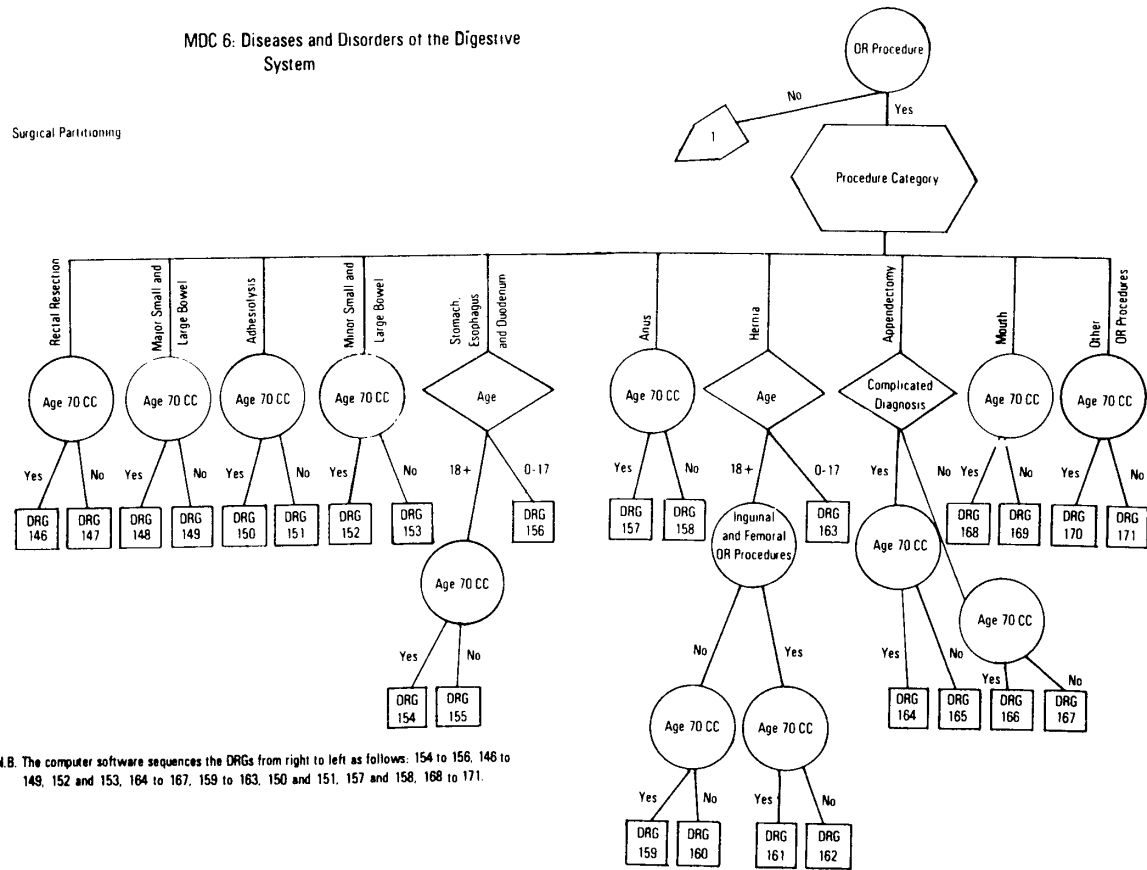 MDC 6: Diseases and Disorders of the Digestive
System
Surgical Partitioning
OR Procedure
No
Yes
1
Procedure Category
Rectal Resection
Major Small and
Large Bowel
Adhesiolysis
Minor Small and
Large Bowel
Stomach,
Esophagus
and Duodenum
Anus
Hernia
Appendectomy
Mouth
Other
OR Procedures
Age 70 CC
Age 70 CC
Age 70 CC
Age 70 CC
Age
Age 70 CC
Age
Complicated
Diagnosis
Age 70 CC
Age 70 CC
Yes
No
Yes
No
Yes
No
Yes
No
18+
0-17
Yes
No
18+
0-17
Yes
No
Yes
No
Yes
No
DRG
146
DRG
147
DRG
148
DRG
149
DRG
150
DRG
151
DRG
152
DRG
153
DRG
156
DRG
157
DRG
158
DRG
163
DRG
168
DRG
169
DRG
170
DRG
171
Age 70 CC
Ingunal
and Femoral
OR Procedures
Age 70 CC
Age 70 CC
Yes
No
No
Yes
Yes
No
Yes
No
DRG
154
DRG
155
Age 70 CC
Age 70 CC
DRG
164
DRG
165
DRG
166
DRG
167
N.B. The computer software sequences the DRGs from right to left as follows: 154 to 156, 146 to
149, 152 and 153, 164 to 167, 159 to 163, 150 and 151, 157 and 158, 168 to 171.
Yes
No
Yes
No
DRG
159
DRG
160
DRG
161
DRG
162